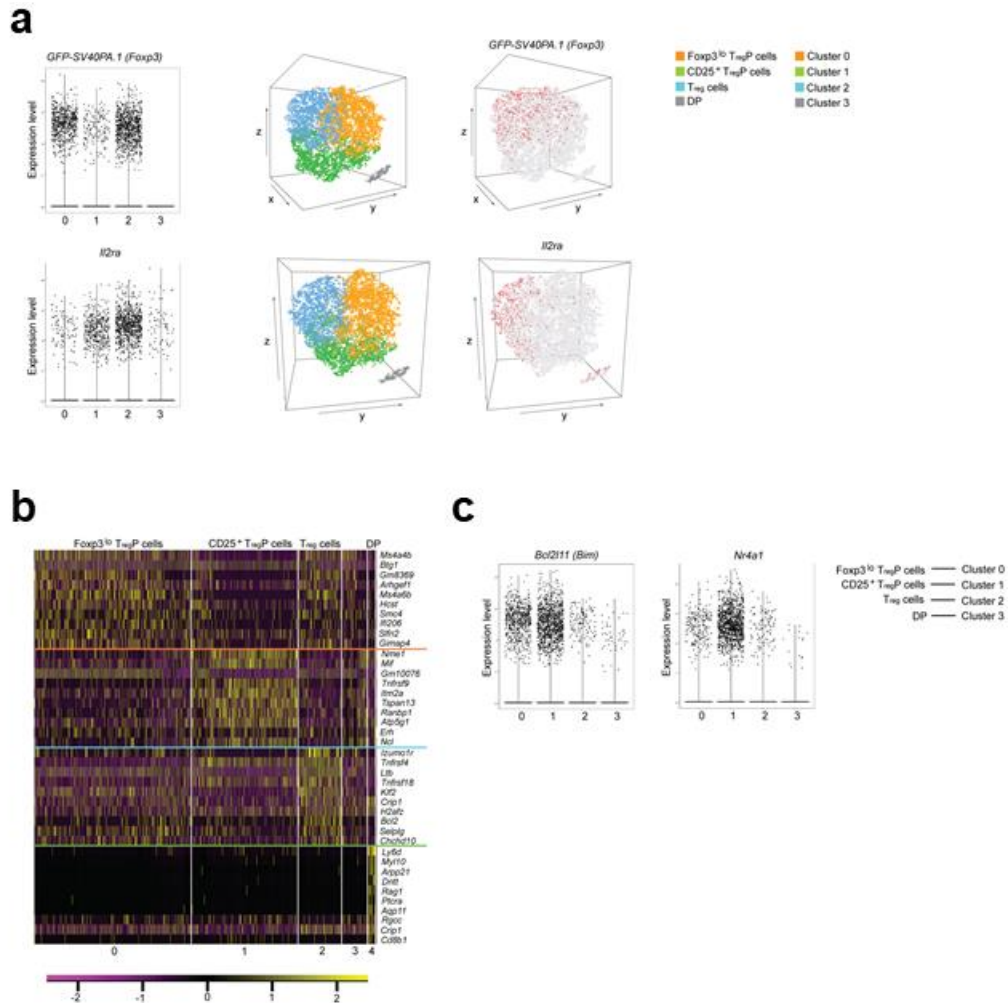 a
GFP-SV40PA.1 (Foxp3)
Expression level
0 1 2 3
z
x
y
GFP-SV40PA.1 (Foxp3)
z
x
y
Foxp3lo TregP cells
CD25+ TregP cells
Treg cells
DP
Cluster 0
Cluster 1
Cluster 2
Cluster 3
Il2ra
Expression level
0 1 2 3
z
y
Il2ra
z
y
b
Foxp3lo TregP cells CD25+ TregP cells Treg cells DP
Ms4a4b
Btg1
Gm8369
Arhgef1
Ms4a6b
Hcst
Smc4
Ifi206
Slfn2
Gimap4
Nme1
Mif
Gm10076
Tnfrsf9
Itm2a
Tspan13
Ranbp1
Atp5g1
Erh
Ncl
Izumo1r
Tnfrsf4
Ltb
Tnfrsf18
Klf2
Crip1
H2afz
Bcl2
Selplg
Chchd10
Ly6d
Myl10
Arpp21
Dntt
Rag1
Ptcra
Aqp11
Rgcc
Crip1
Cd8b1
0 1 2 3 4
-2 -1 0 1 2
c
Bcl2l11 (Bim)
Expression level
0 1 2 3
Nr4a1
Expression level
0 1 2 3
Foxp3lo TregP cells Cluster 0
CD25+ TregP cells Cluster 1
Treg cells Cluster 2
DP Cluster 3